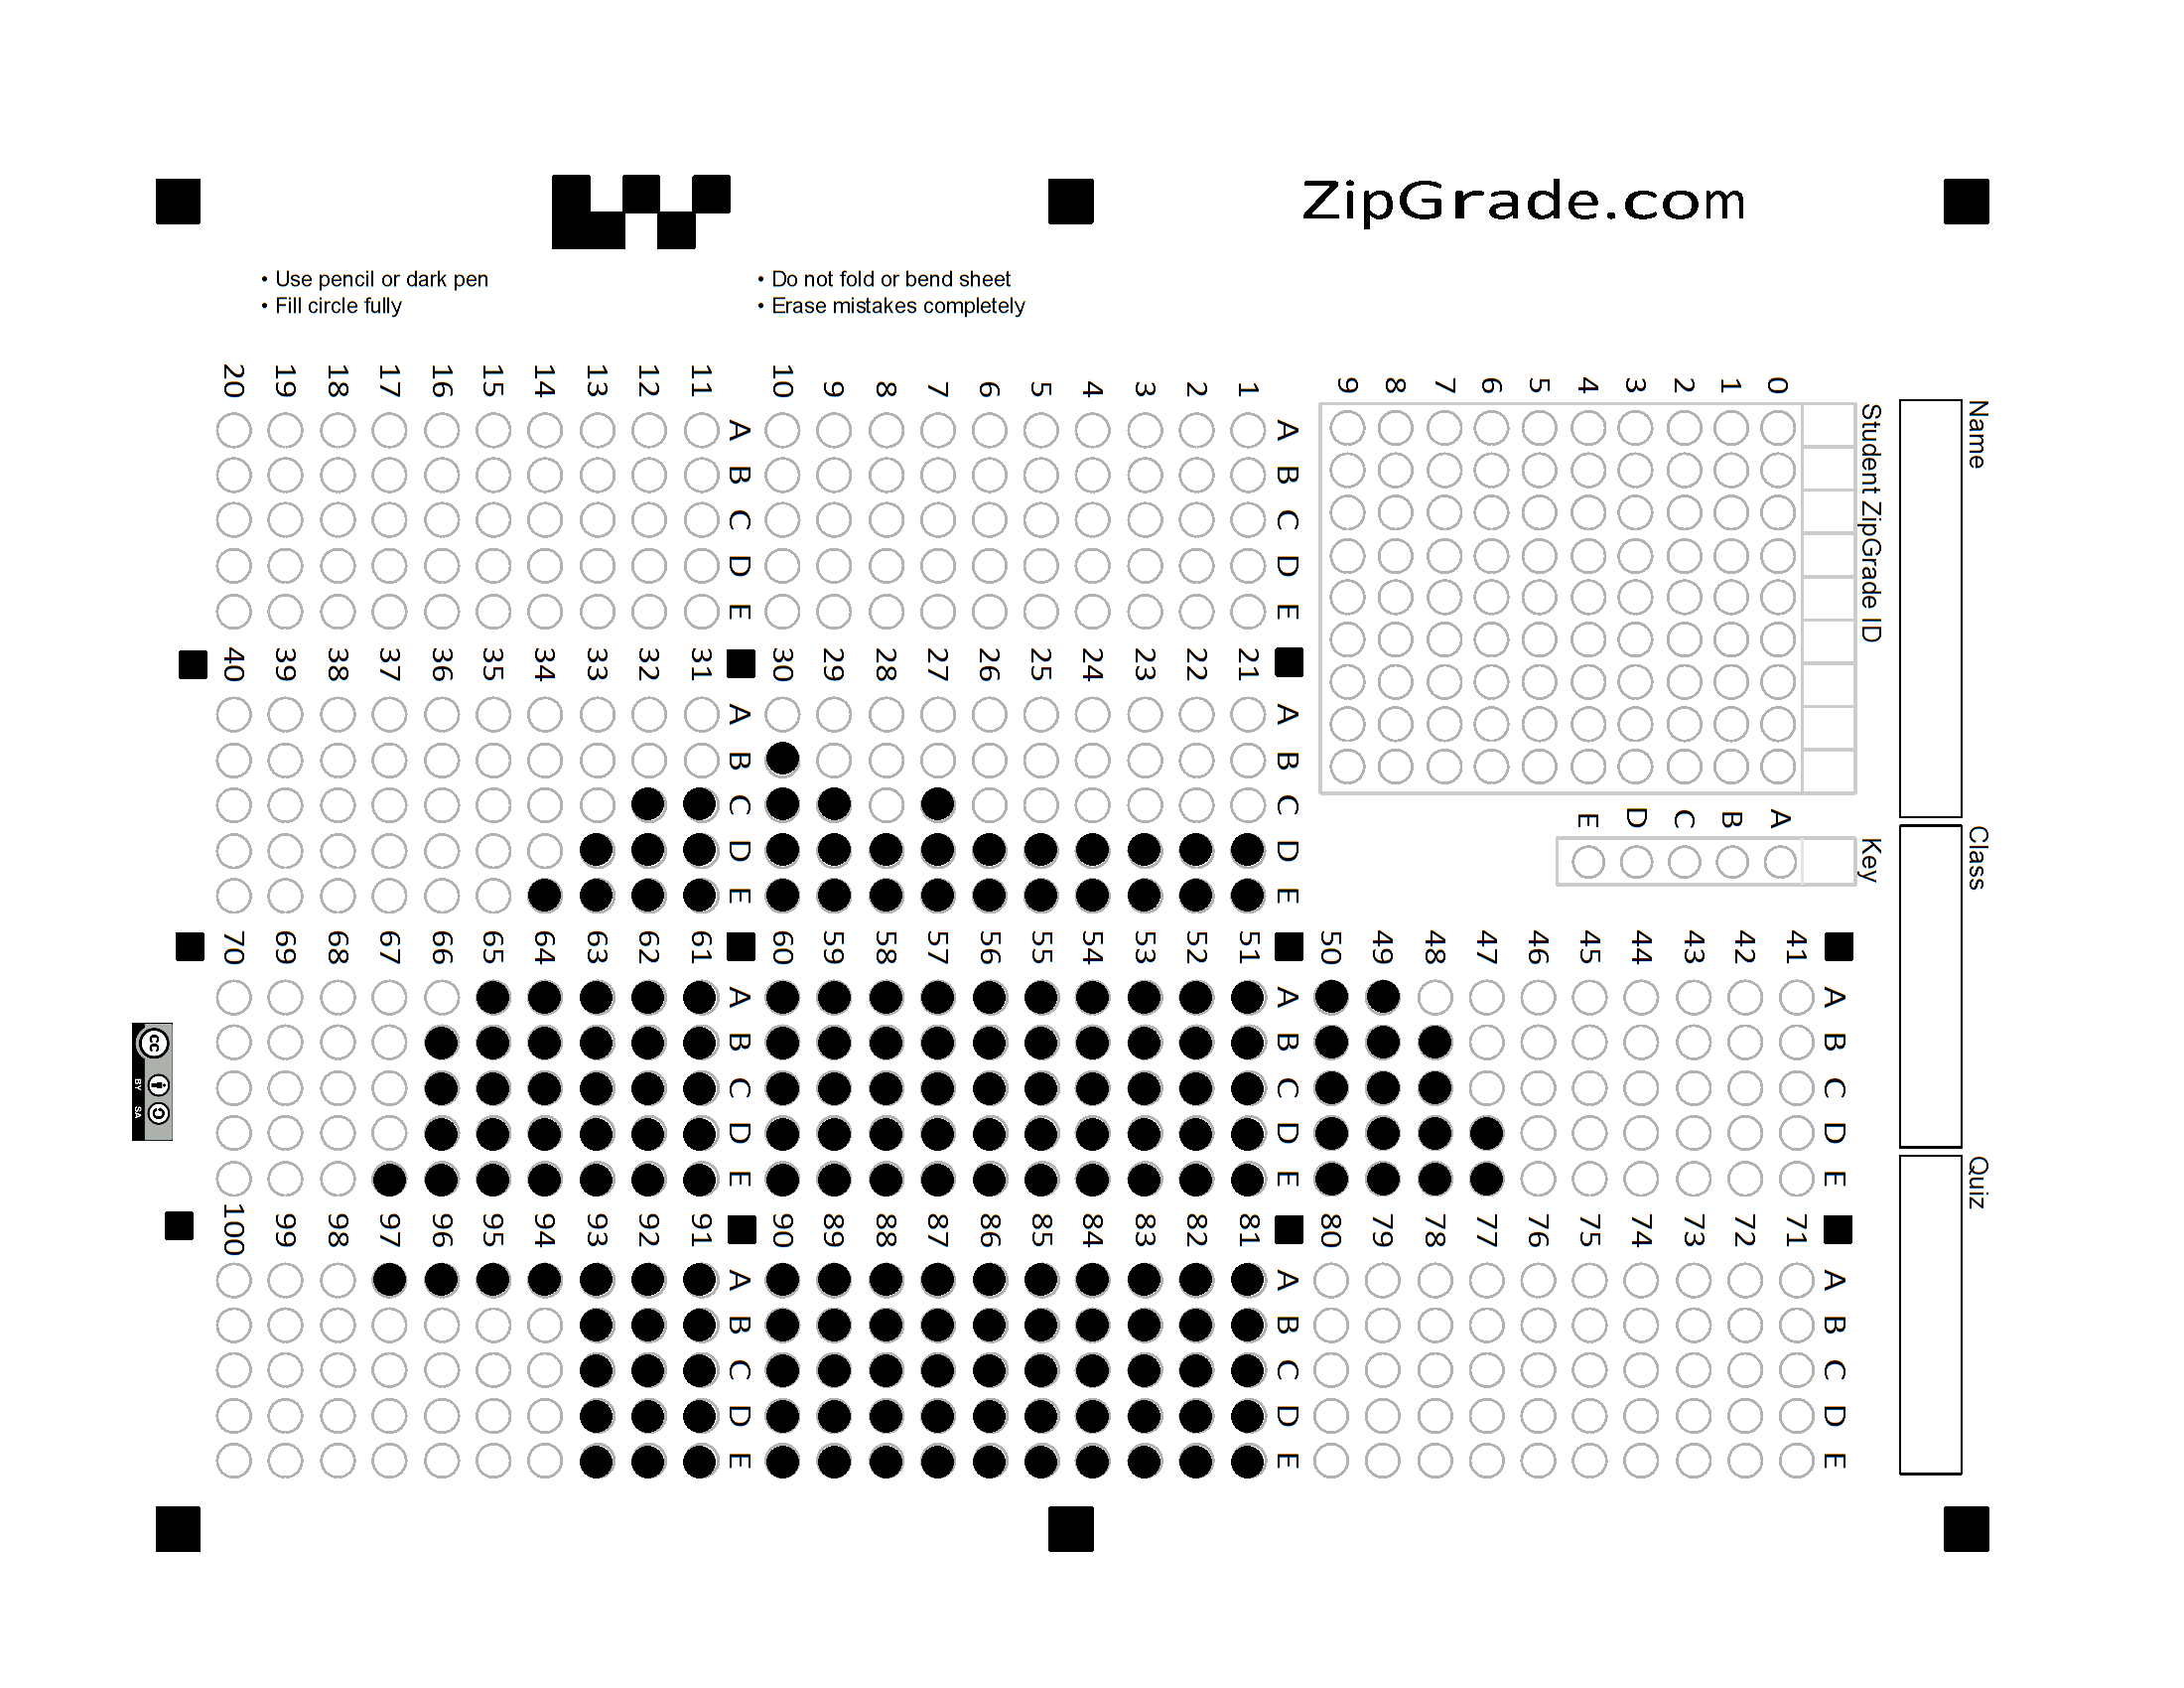 ZipGrade.com
• Use pencil or dark pen
• Fill circle fully
• Do not fold or bend sheet
• Erase mistakes completely
Name
Class
Quiz
Student ZipGrade ID
0 1 2 3 4 5 6 7 8 9
Key
A B C D E
1 2 3 4 5 6 7 8 9 10
A B C D E
11 12 13 14 15 16 17 18 19 20
A B C D E
21 22 23 24 25 26 27 28 29 30
A B C D E
31 32 33 34 35 36 37 38 39 40
A B C D E
41 42 43 44 45 46 47 48 49 50
A B C D E
51 52 53 54 55 56 57 58 59 60
A B C D E
61 62 63 64 65 66 67 68 69 70
A B C D E
71 72 73 74 75 76 77 78 79 80
A B C D E
81 82 83 84 85 86 87 88 89 90
A B C D E
91 92 93 94 95 96 97 98 99 100
A B C D E
cc
BY SA